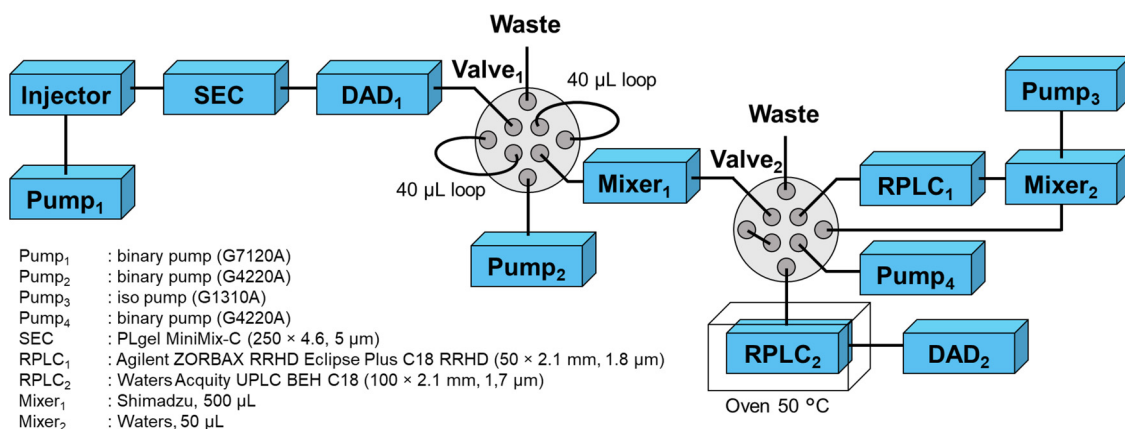 Waste
Valve₁
40 µL loop
Injector
SEC
DAD₁
Pump₃
Waste
Valve₂
40 µL loop
Mixer₁
RPLC₁
Mixer₂
Pump₁
Pump₂
Pump₄
RPLC₂
DAD₂
Oven 50 °C
Pump₁ : binary pump (G7120A)
Pump₂ : binary pump (G4220A)
Pump₃ : iso pump (G1310A)
Pump₄ : binary pump (G4220A)
SEC : PLgel MiniMix-C (250 × 4.6, 5 µm)
RPLC₁ : Agilent ZORBAX RRHD Eclipse Plus C18 RRHD (50 × 2.1 mm, 1.8 µm)
RPLC₂ : Waters Acquity UPLC BEH C18 (100 × 2.1 mm, 1,7 µm)
Mixer₁ : Shimadzu, 500 µL
Mixer₂ : Waters, 50 µL